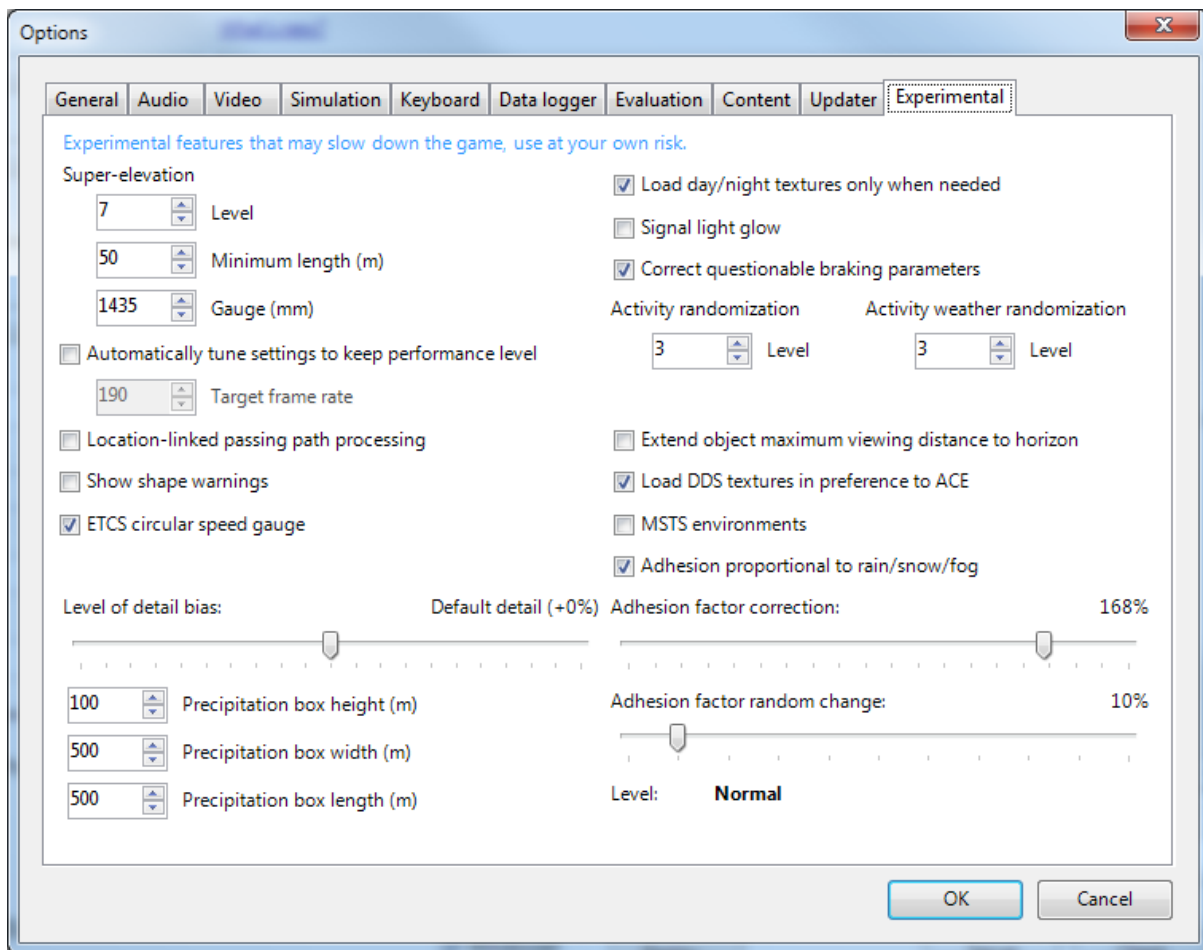 Options
General Audio Video Simulation Keyboard Data logger Evaluation Content Updater Experimental
Experimental features that may slow down the game, use at your own risk.
Super-elevation
7 Level
50 Minimum length (m)
1435 Gauge (mm)
Automatically tune settings to keep performance level
190 Target frame rate
Location-linked passing path processing
Show shape warnings
ETCS circular speed gauge
Level of detail bias: Default detail (+0%)
100 Precipitation box height (m)
500 Precipitation box width (m)
500 Precipitation box length (m)
Load day/night textures only when needed
Signal light glow
Correct questionable braking parameters
Activity randomization Activity weather randomization
3 Level 3 Level
Extend object maximum viewing distance to horizon
Load DDS textures in preference to ACE
MSTS environments
Adhesion proportional to rain/snow/fog
Adhesion factor correction: 168%
Adhesion factor random change: 10%
Level: Normal
OK Cancel